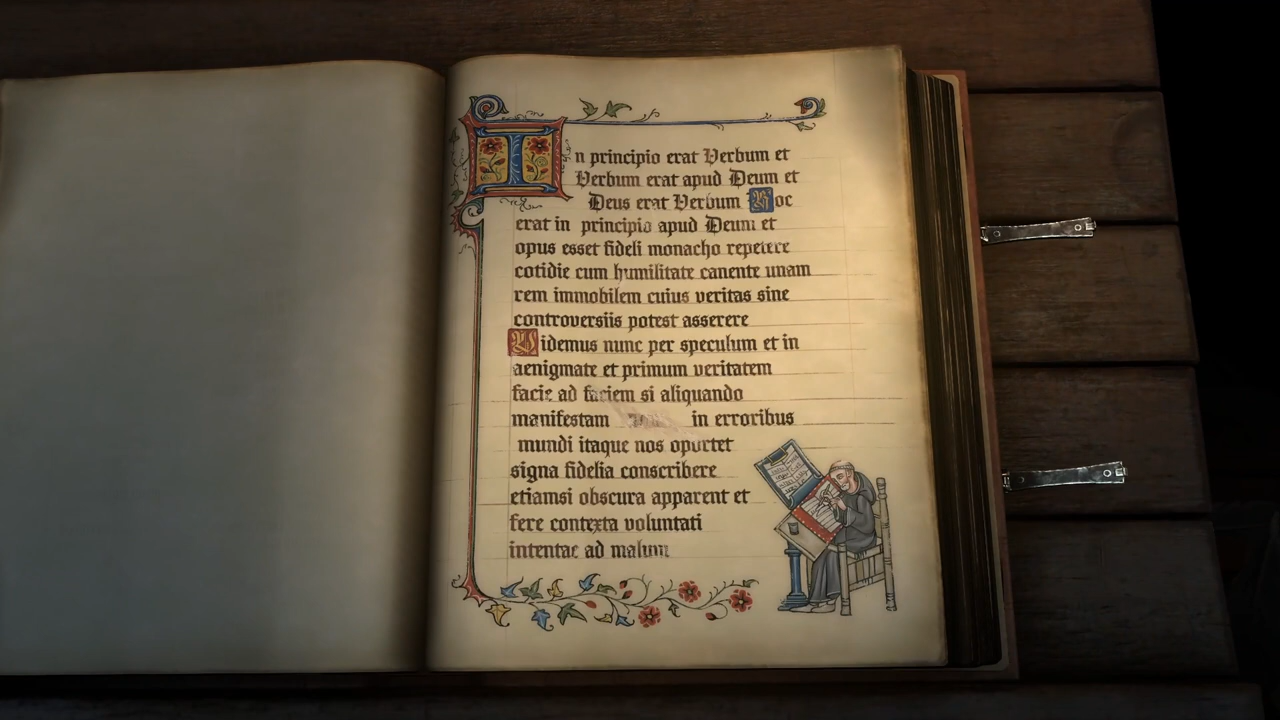 In principio erat Verbum et
Verbum erat apud Deum et
Deus erat Verbum Hoc
erat in principio apud Deum et
opus esset fideli monacho repetere
cotidie cum humilitate canente unam
rem immobilem cuius veritas sine
controversiis potest asserere
Videmus nunc per speculum et in
aenigmate et primum veritatem
facie ad faciem si aliquando
manifestam in erroribus
mundi itaque nos oportet
signa fidelia conscribere
etiamsi obscura apparent et
fere contexta voluntati
intentae ad malum